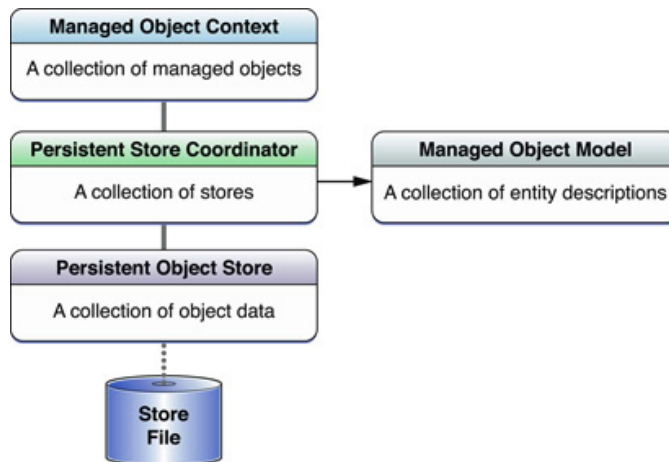 Managed Object Context
A collection of managed objects
Persistent Store Coordinator
A collection of stores
Managed Object Model
A collection of entity descriptions
Persistent Object Store
A collection of object data
Store
File